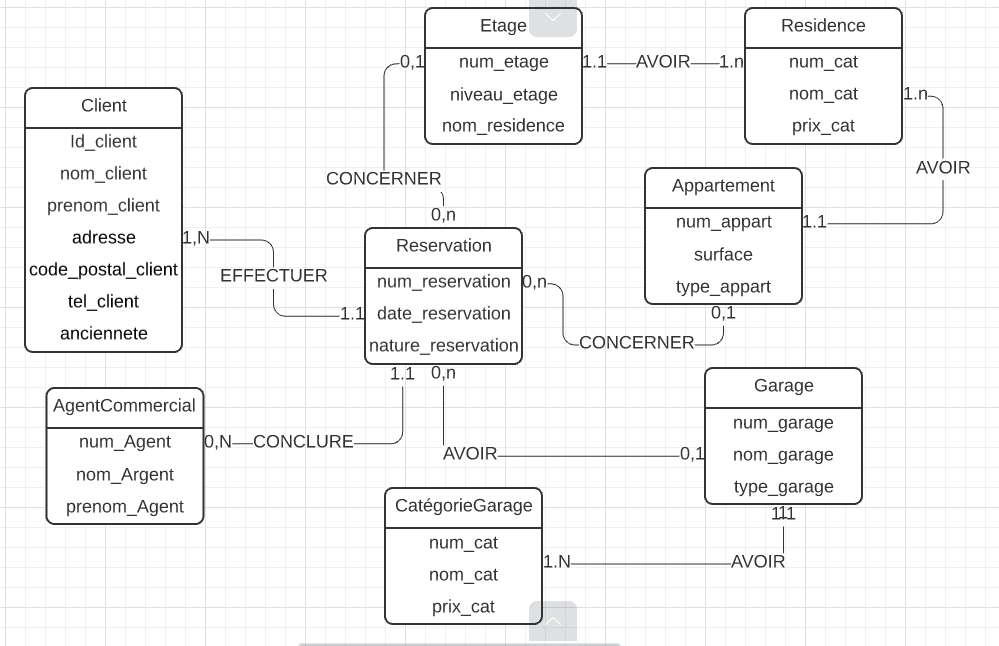 Etage
num_etage
niveau_etage
nom_residence
0,1
1.1
AVOIR
1.n
Residence
num_cat
nom_cat
prix_cat
1.n
AVOIR
1.1
Client
Id_client
nom_client
prenom_client
adresse
code_postal_client
tel_client
anciennete
1,N
EFFECTUER
1.1
CONCERNER
0,n
Reservation
num_reservation
date_reservation
nature_reservation
0,n
CONCERNER
0,1
Appartement
num_appart
surface
type_appart
1.1
0,n
AgentCommercial
num_Agent
nom_Argent
prenom_Agent
0,N
CONCLURE
AVOIR
0,1
Garage
num_garage
nom_garage
type_garage
CatégorieGarage
num_cat
nom_cat
prix_cat
1.N
AVOIR